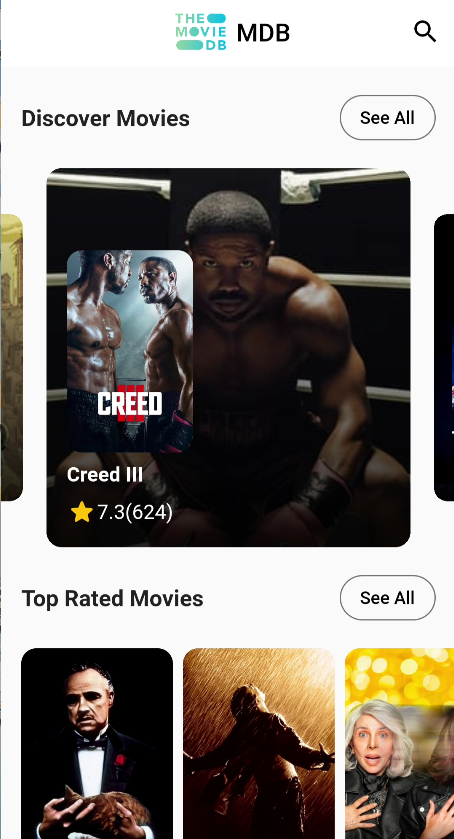 THE
MOVIE
DB
MDB
Discover Movies
See All
CREED
III
Creed III
7.3(624)
Top Rated Movies
See All